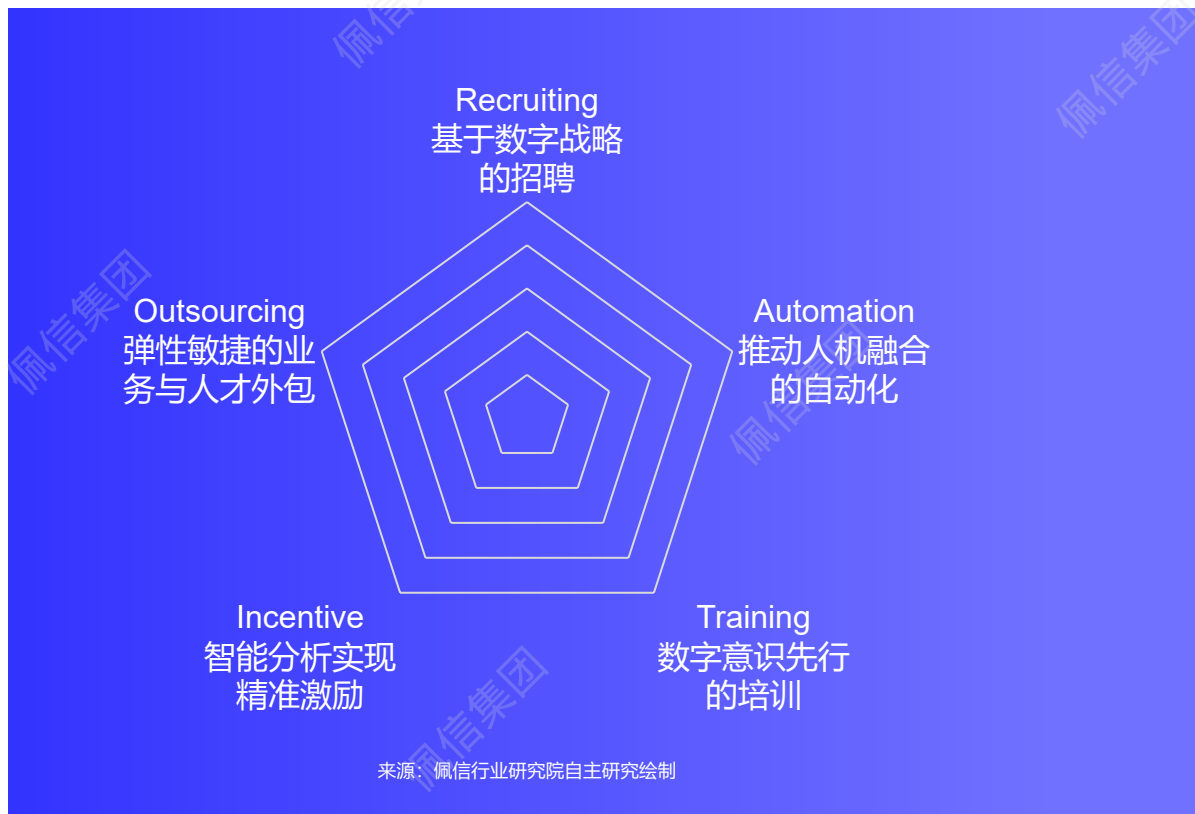 佩信集团
佩信集团
Recruiting
基于数字战略
的招聘
佩信集团
Outsourcing
弹性敏捷的业
务与人才外包
Automation
推动人机融合
的自动化
佩信集团
Incentive
智能分析实现
精准激励
Training
数字意识先行
的培训
佩信集团
来源：佩信行业研究院自主研究绘制